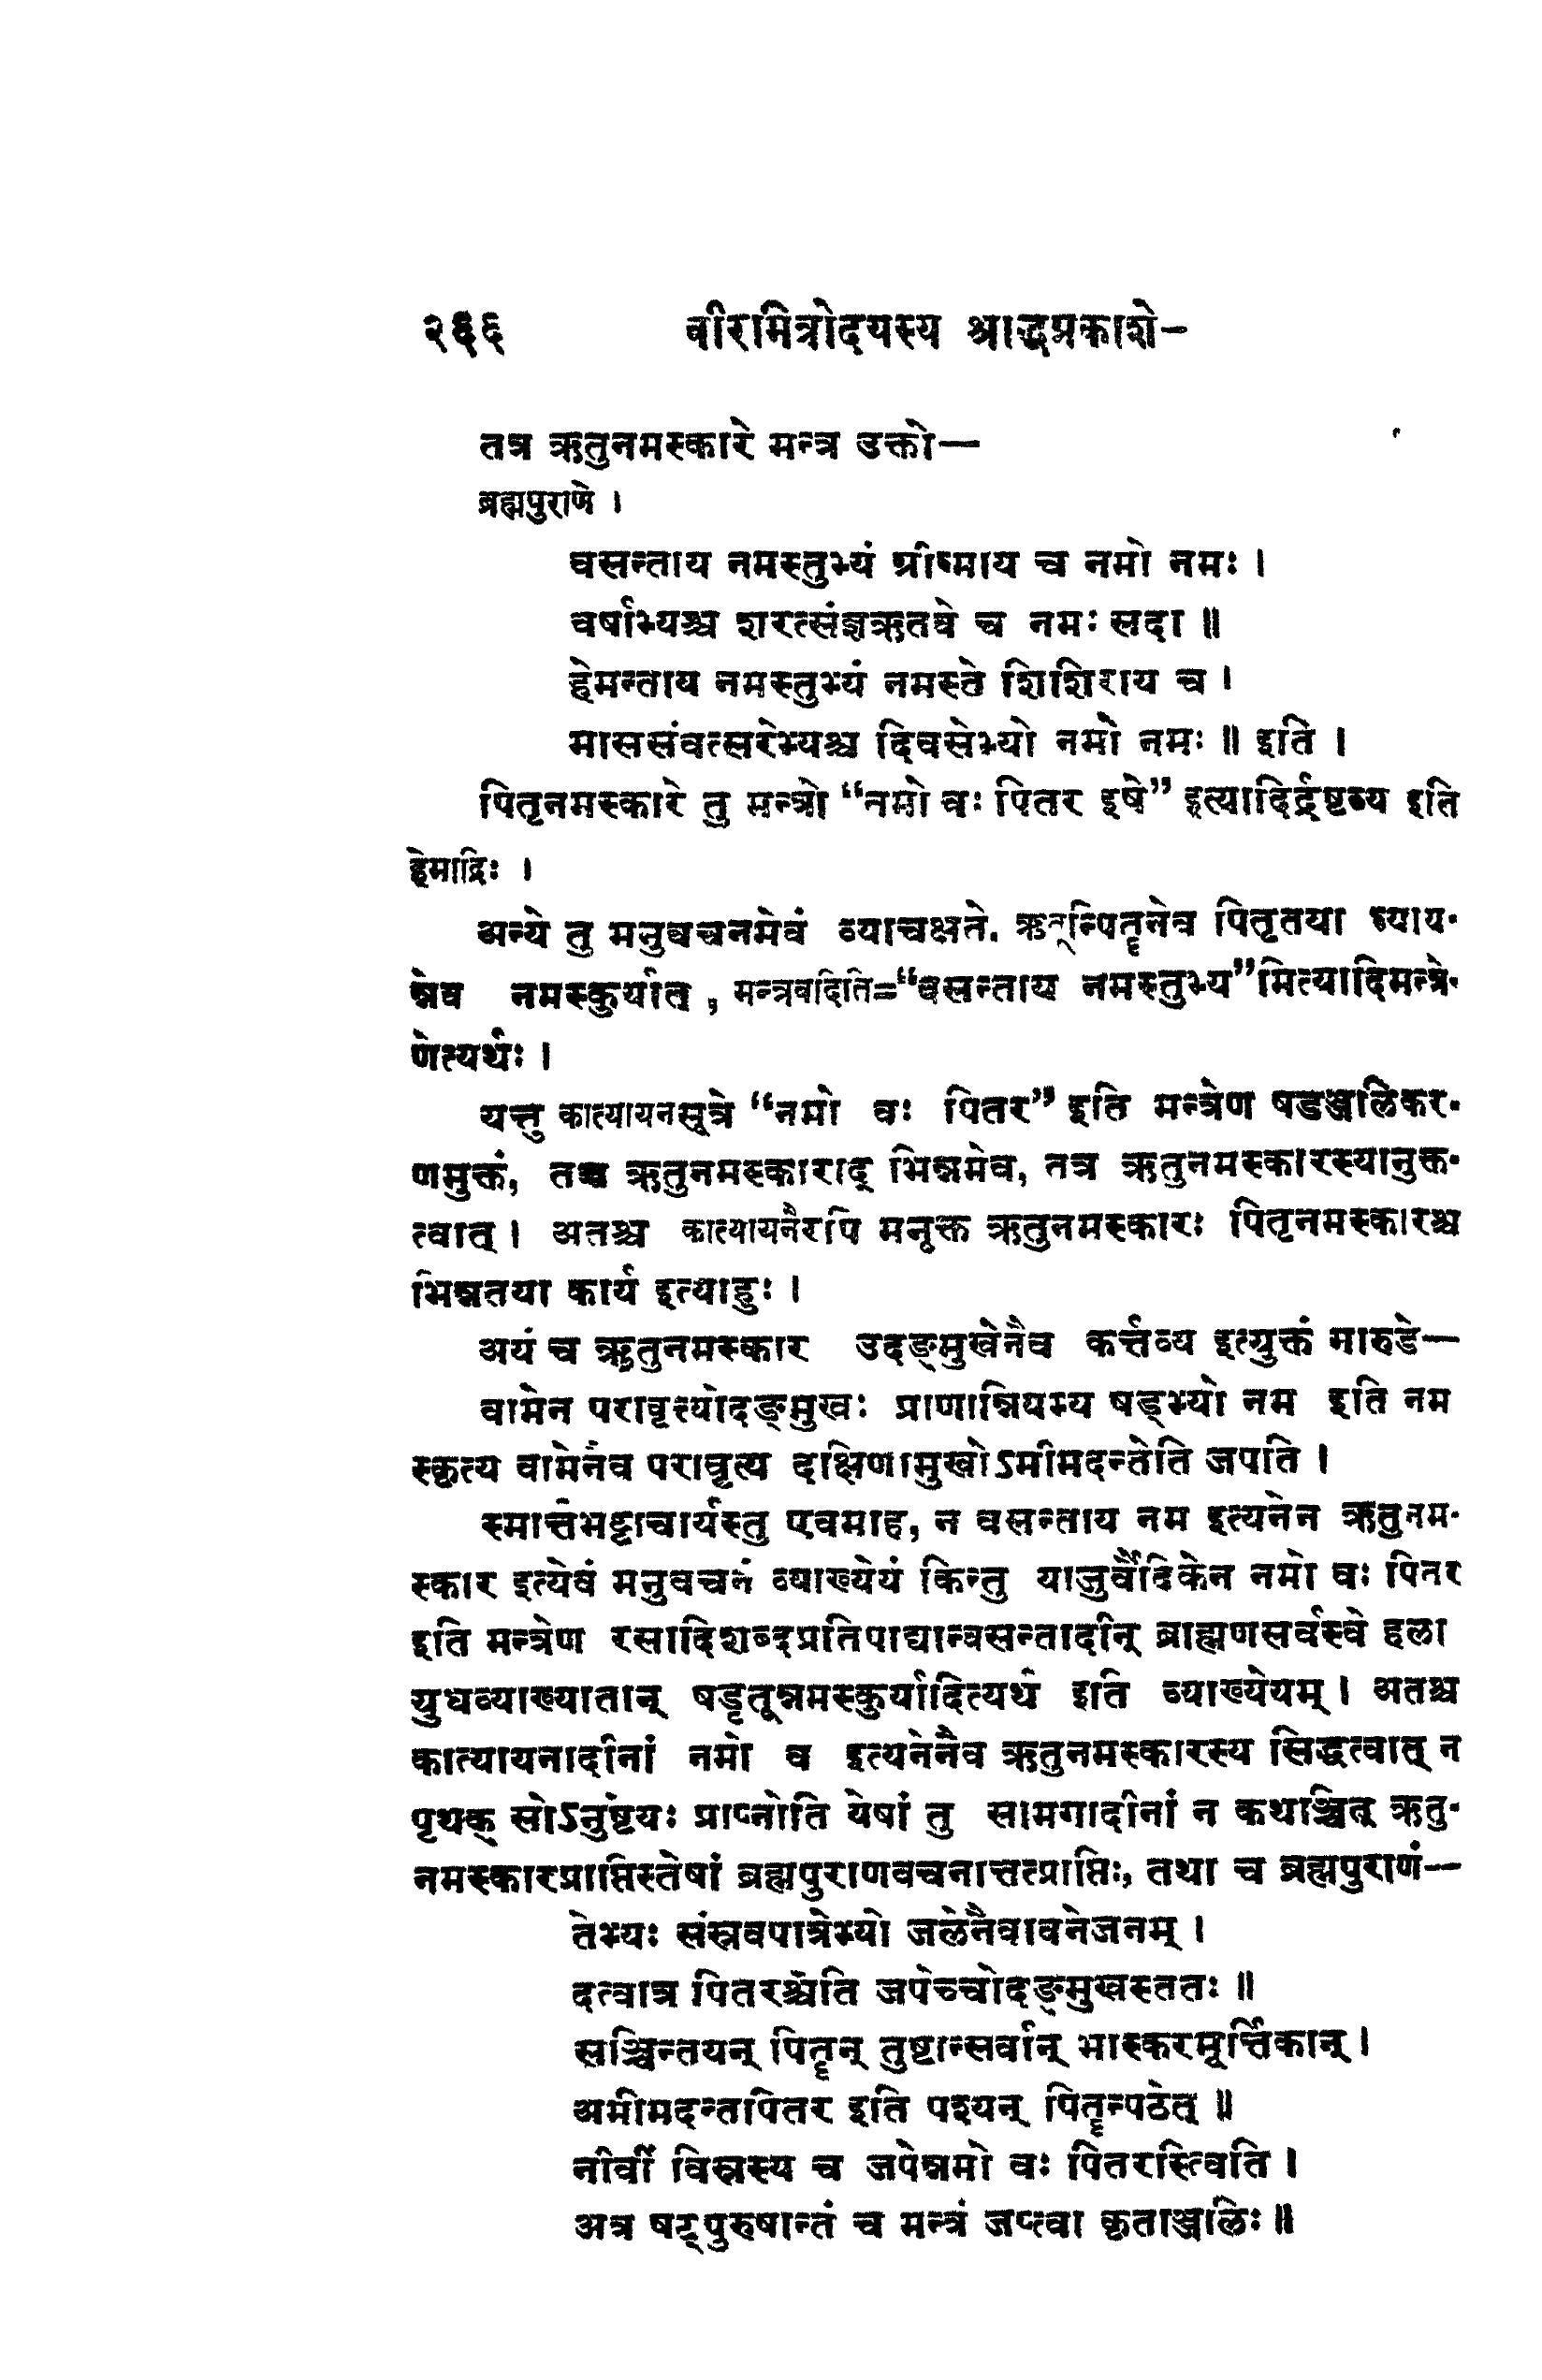 २६६ वीरमित्रोदयस्य श्राद्धप्रकाशे-
तत्र ऋतुनमस्कारे मन्त्र उक्तो—
ब्रह्मपुराणे ।
वसन्ताय नमस्तुभ्यं ग्रीष्माय च नमो नमः ।
वर्षाभ्यश्च शरत्संज्ञऋतवे च नमः सदा ॥
हेमन्ताय नमस्तुभ्यं नमस्ते शिशिराय च ।
माससंवत्सरेभ्यश्च दिवसेभ्यो नमो नमः ॥ इति ।
पितृनमस्कारे तु मन्त्रो “नमो वः पितर इषे” इत्यादिर्द्रष्टव्य इति
हेमाद्रिः ।
अन्ये तु मनुवचनमेवं व्याचक्षते. ऋतून्पितॄनेव पितृतया ध्याय-
न्नेव नमस्कुर्यात् , मन्त्रवदिति=“वसन्ताय नमस्तुभ्य”मित्यादिमन्त्रे-
णेत्यर्थः ।
यत्तु कात्यायनसूत्रे “नमो वः पितर” इति मन्त्रेण षडञ्जलिकर-
णमुक्तं, तच्च ऋतुनमस्काराद् भिन्नमेव, तत्र ऋतुनमस्कारस्यानुक्त-
त्वात् । अतश्च कात्यायनैरपि मनूक्त ऋतुनमस्कारः पितृनमस्कारश्च
भिन्नतया कार्य इत्याहुः ।
अयं च ऋतुनमस्कार उदङ्मुखेनैव कर्त्तव्य इत्युक्तं मारुडे—
वामेन परावृत्त्योदङ्मुखः प्राणान्नियम्य षड्भ्यो नम इति नम
स्कृत्य वामेनैव परावृत्य दक्षिणामुखोऽमीमदन्तेति जपति ।
स्मार्त्तभट्टाचार्यस्तु एवमाह, न वसन्ताय नम इत्यनेन ऋतुनम-
स्कार इत्येवं मनुवचनं व्याख्येयं किन्तु याजुर्वैदिकेन नमो वः पितर
इति मन्त्रेण रसादिशब्दप्रतिपाद्यान्वसन्तादीन् ब्राह्मणसर्वस्वे हला
युधव्याख्यातान् षडृतून्नमस्कुर्यादित्यर्थ इति व्याख्येयम् । अतश्च
कात्यायनादीनां नमो व इत्यनेनैव ऋतुनमस्कारस्य सिद्धत्वात् न
पृथक् सोऽनुष्ठेयः प्राप्नोति येषां तु सामगादीनां न कथञ्चित् ऋतु-
नमस्कारप्राप्तिस्तेषां ब्रह्मपुराणवचनात्तत्प्राप्तिः, तथा च ब्रह्मपुराणं—
तेभ्यः संस्रवपात्रेभ्यो जलेनैवावनेजनम् ।
दत्वात्र पितरश्चेति जपेच्चोदङ्मुखस्ततः ॥
सञ्चिन्तयन् पितॄन् तुष्टान्सर्वान् भास्करमूर्त्तिकान् ।
अमीमदन्तपितर इति पश्यन् पितॄन्पठेत् ॥
नीवीं विस्रस्य च जपेन्नमो वः पितरस्त्विति ।
अत्र षट्पुरुषान्तं च मन्त्रं जप्त्वा कृताञ्जलिः ॥